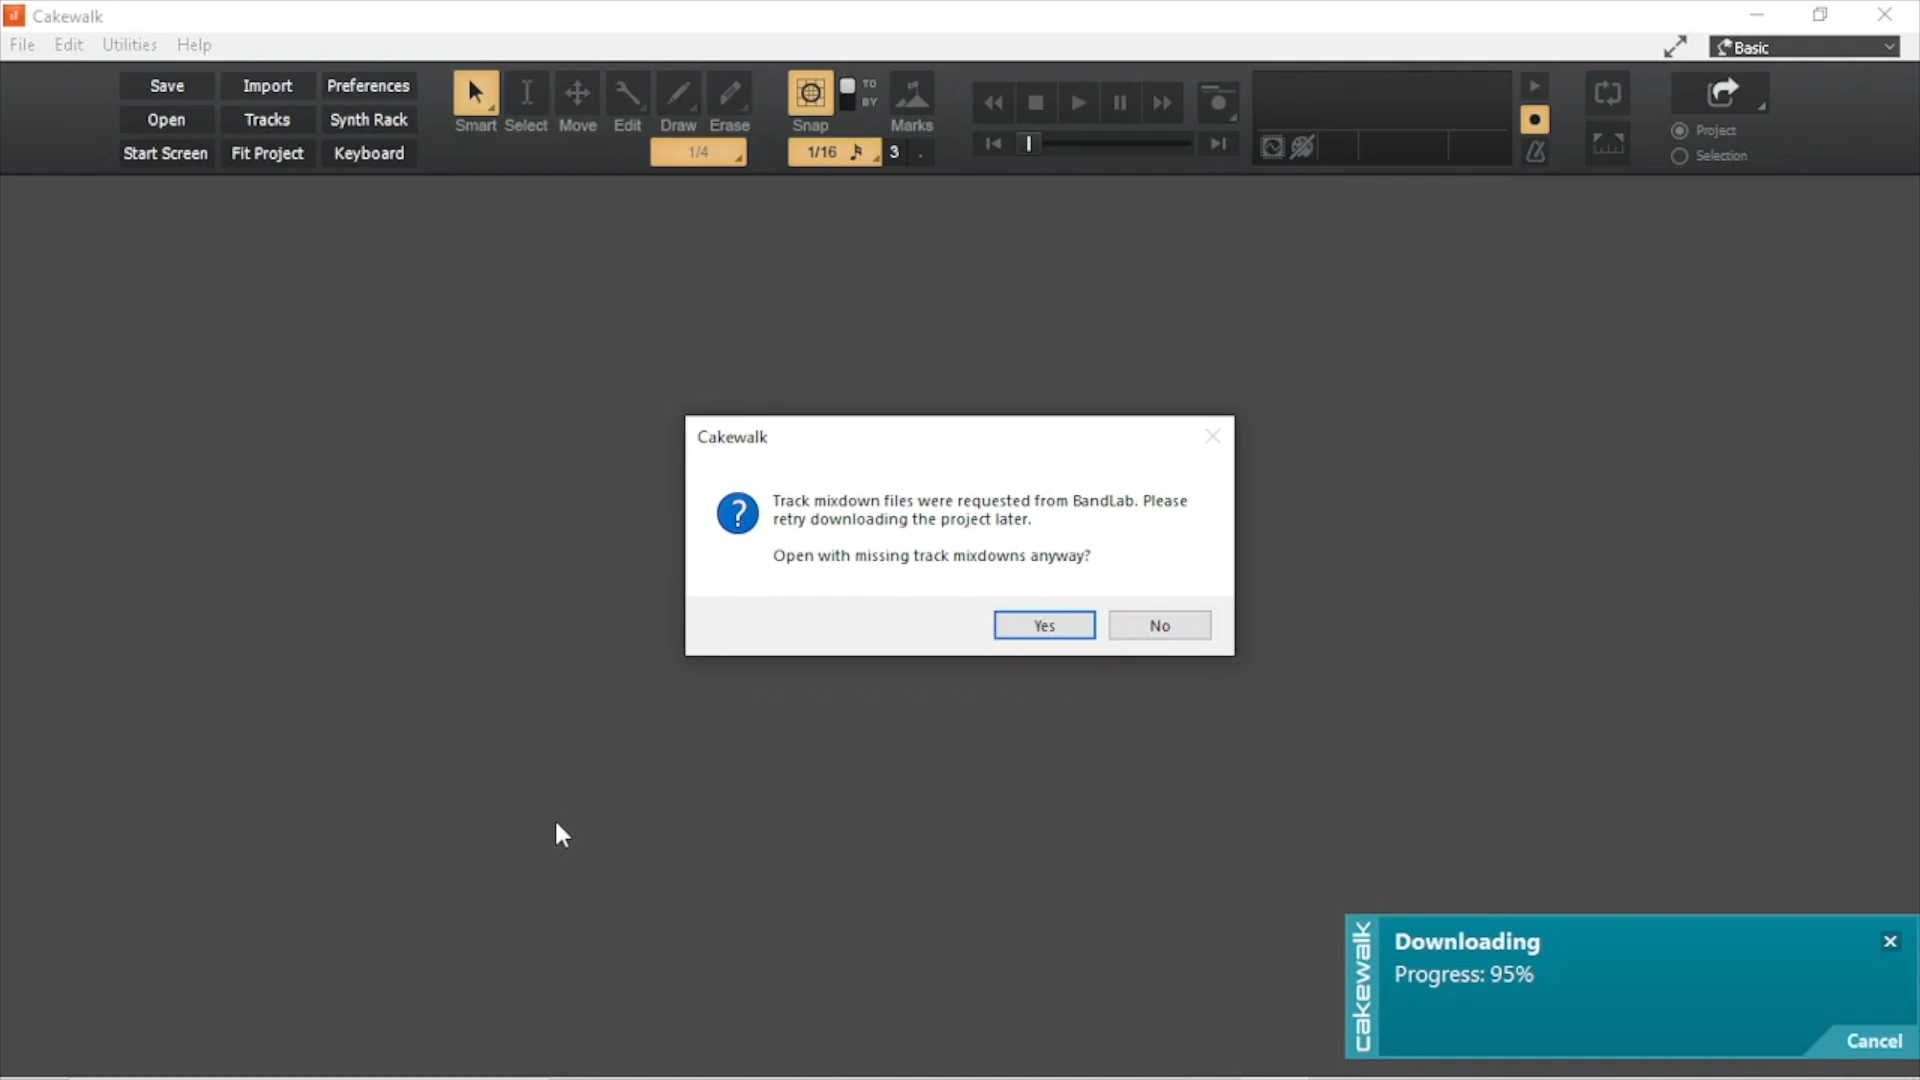 Cakewalk
File Edit Utilities Help
Basic
Save Import Preferences
Open Tracks Synth Rack
Start Screen Fit Project Keyboard
Smart Select Move Edit Draw Erase
1/4
TO
BY
Snap Marks
1/16 3
Project
Selection
Cakewalk
Track mixdown files were requested from BandLab. Please
retry downloading the project later.
Open with missing track mixdowns anyway?
Yes No
cakewalk
Downloading
Progress: 95%
Cancel